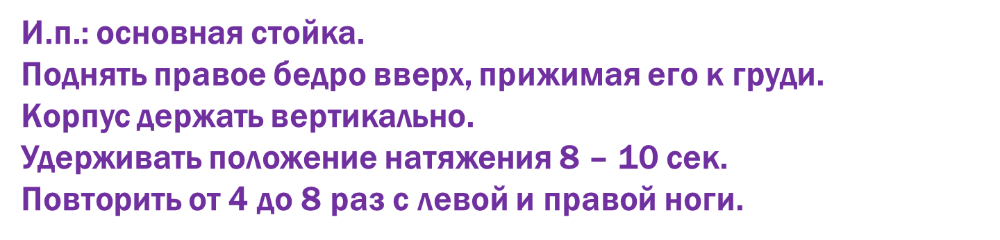 И.п.: основная стойка.
Поднять правое бедро вверх, прижимая его к груди.
Корпус держать вертикально.
Удерживать положение натяжения 8 – 10 сек.
Повторить от 4 до 8 раз с левой и правой ноги.